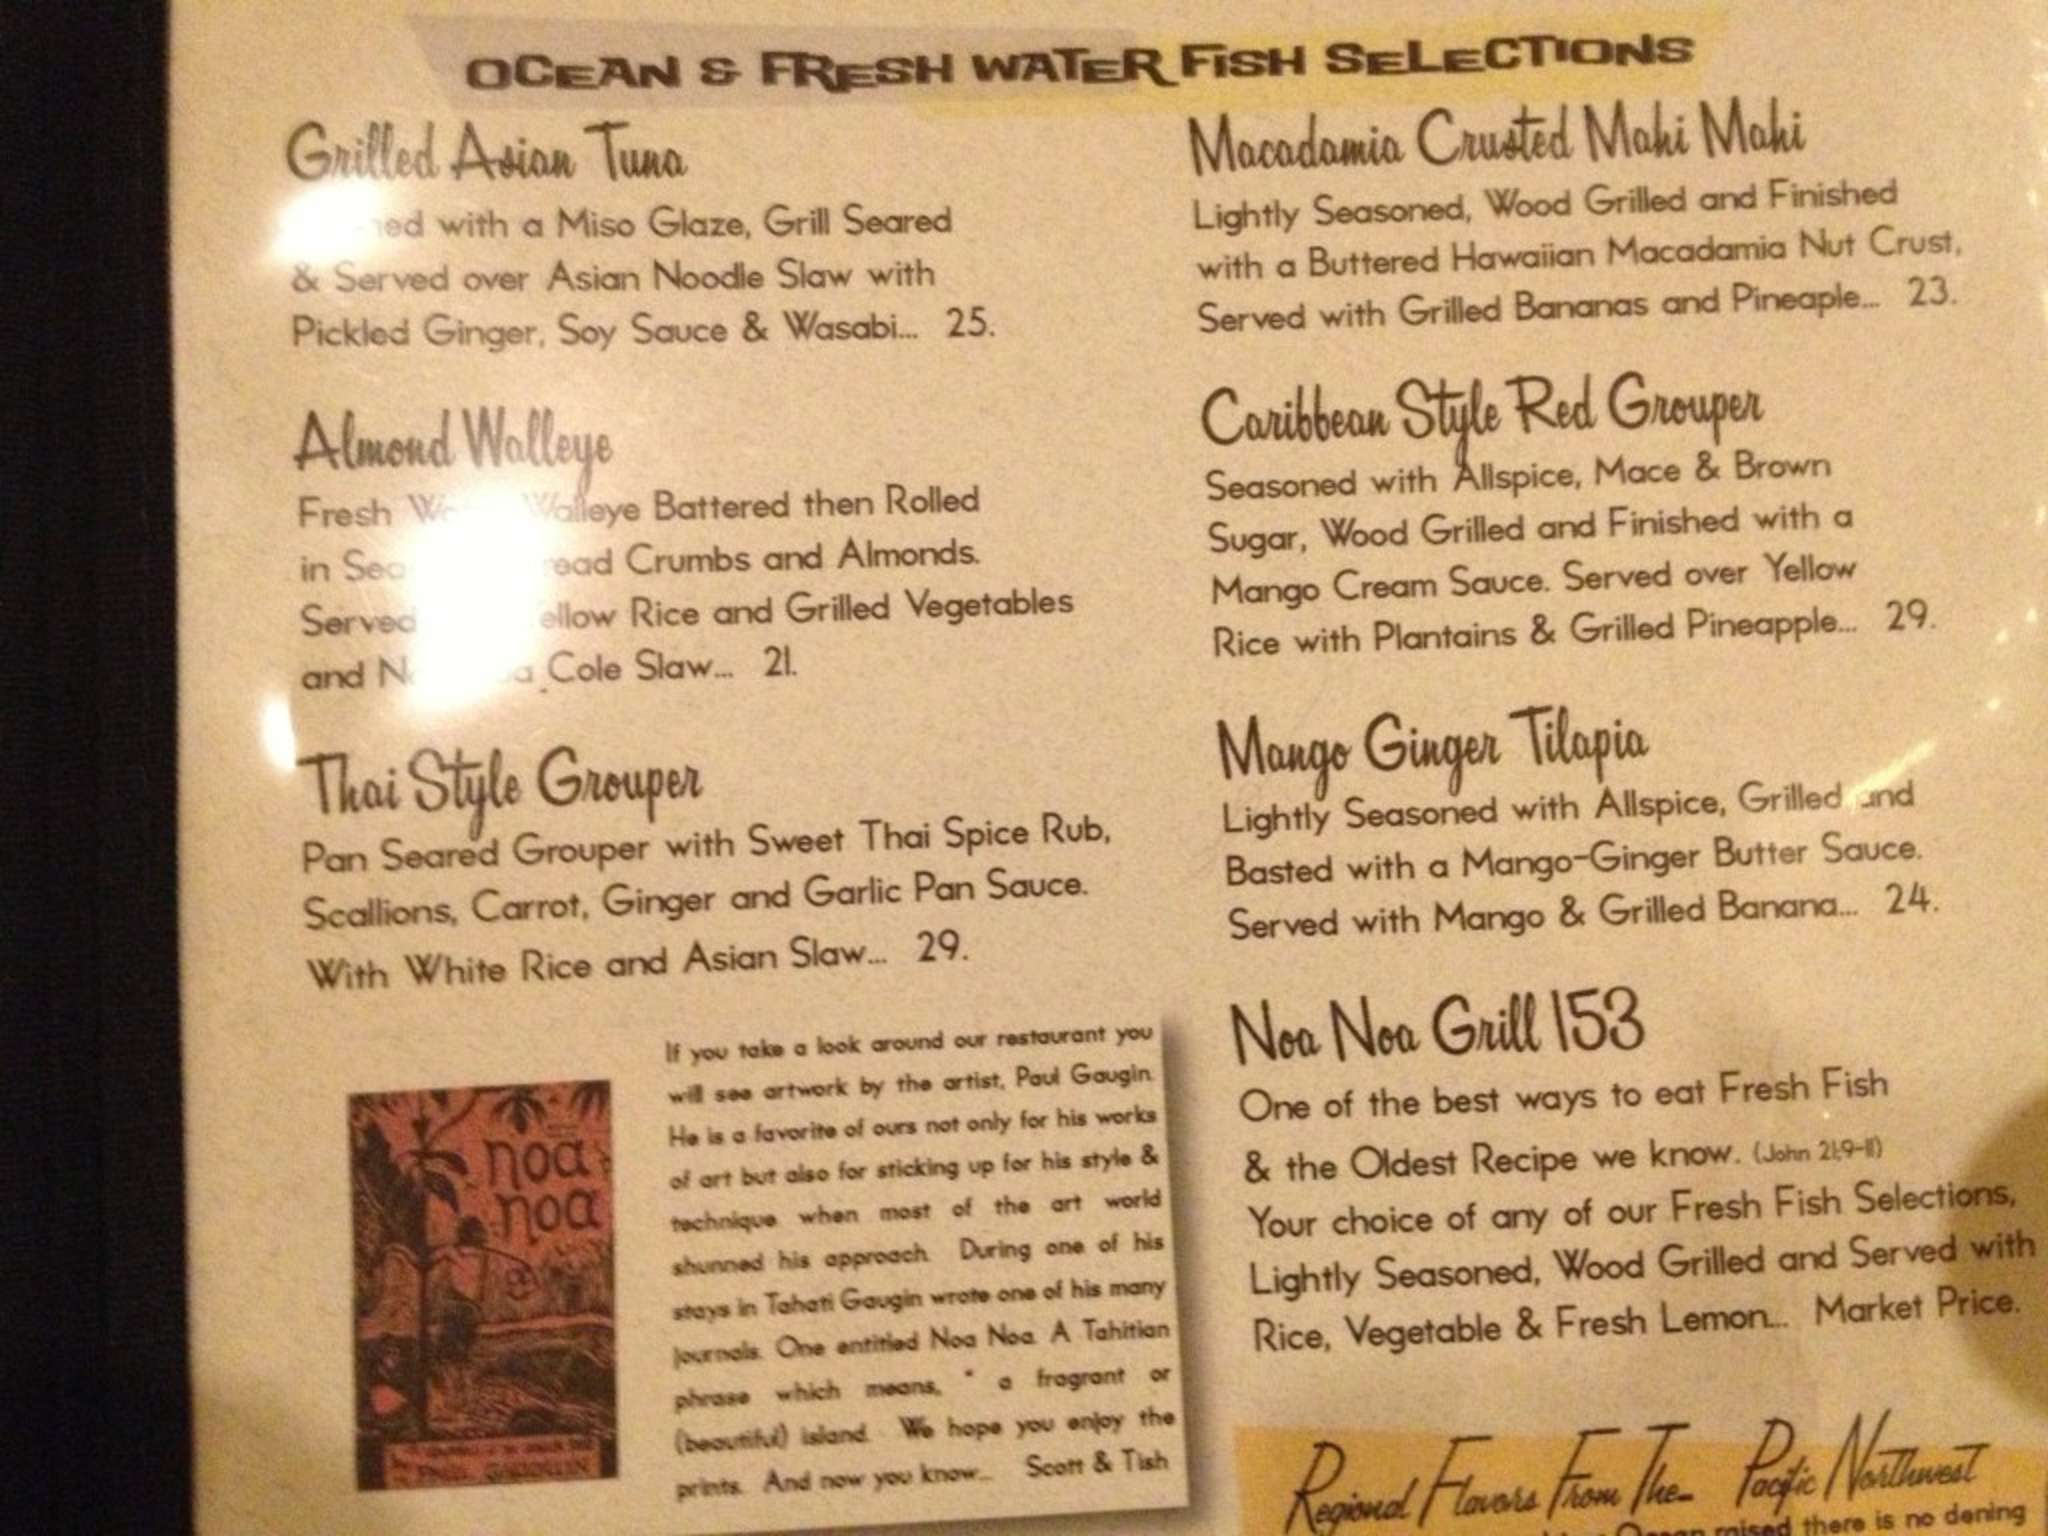 OCEAN & FRESH WATER FISH SELECTIONS
Grilled Asian Tuna
with a Miso Glaze, Grill Seared
& Served over Asian Noodle Slaw with
Pickled Ginger, Soy Sauce & Wasabi... 25.
Almond Walleye
Fresh Walleye Battered then Rolled
in Crumbs and Almonds.
Served Rice and Grilled Vegetables
and Cole Slaw... 21.
Thai Style Grouper
Pan Seared Grouper with Sweet Thai Spice Rub,
Scallions, Carrot, Ginger and Garlic Pan Sauce.
With White Rice and Asian Slaw... 29.
noa
noa
If you take a look around our restaurant you
will see artwork by the artist, Paul Gaugin.
He is a favorite of ours not only for his works
of art but also for sticking up for his style &
technique when most of the art world
shunned his approach. During one of his
stays in Tahati Gaugin wrote one of his many
journals. One entitled Noa Noa. A Tahitian
phrase which means, " a fragrant or
(beautiful) island. We hope you enjoy the
prints. And now you know... Scott & Tish
Macadamia Crusted Mahi Mahi
Lightly Seasoned, Wood Grilled and Finished
with a Buttered Hawaiian Macadamia Nut Crust,
Served with Grilled Bananas and Pineaple... 23.
Caribbean Style Red Grouper
Seasoned with Allspice, Mace & Brown
Sugar, Wood Grilled and Finished with a
Mango Cream Sauce. Served over Yellow
Rice with Plantains & Grilled Pineapple... 29.
Mango Ginger Tilapia
Lightly Seasoned with Allspice, Grilled and
Basted with a Mango-Ginger Butter Sauce.
Served with Mango & Grilled Banana... 24.
Noa Noa Grill 153
One of the best ways to eat Fresh Fish
& the Oldest Recipe we know. (John 21:9-11)
Your choice of any of our Fresh Fish Selections,
Lightly Seasoned, Wood Grilled and Served with
Rice, Vegetable & Fresh Lemon... Market Price.
Regional Flavors From The... Pacific Northwest
raised there is no dening